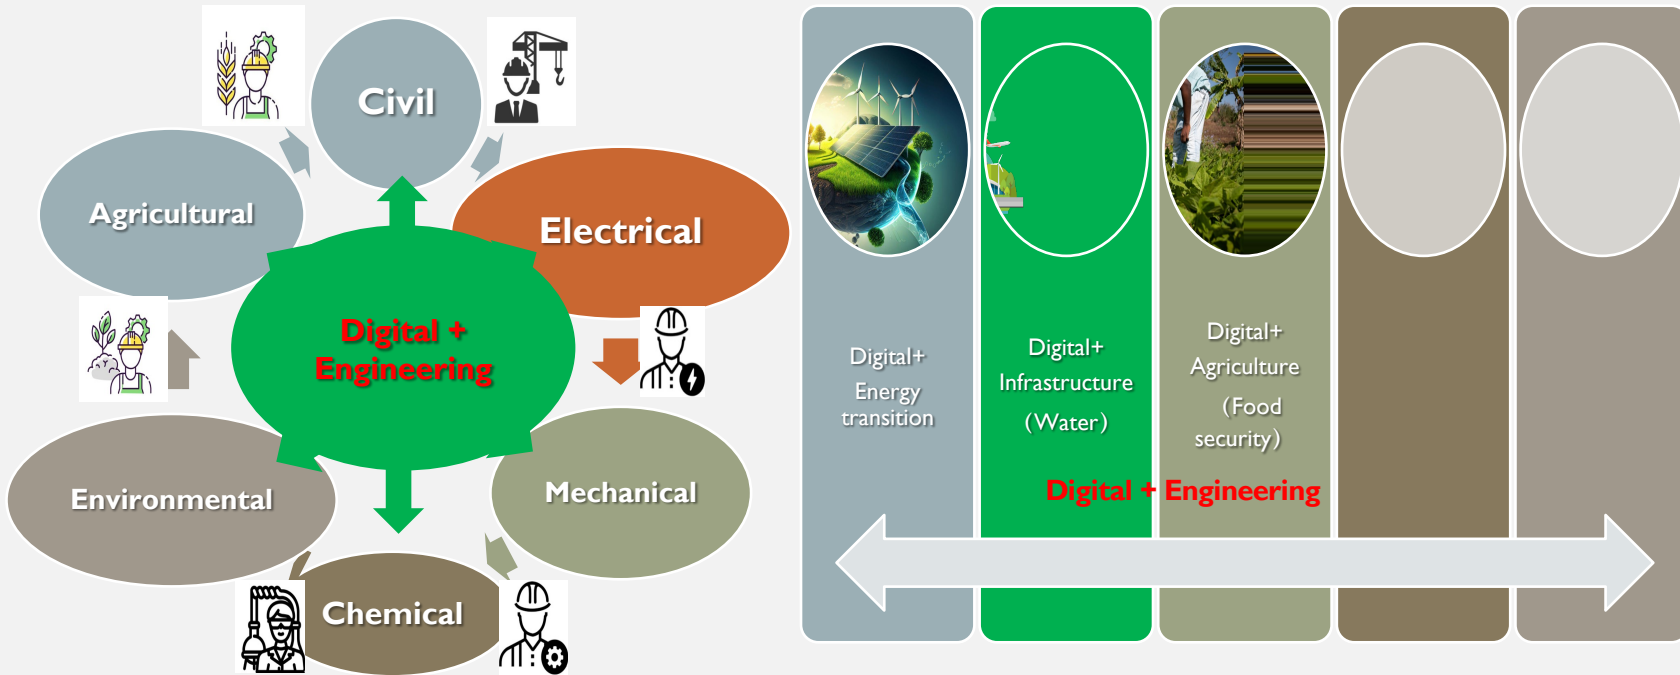 Civil
Agricultural
Electrical
Digital +
Engineering
Environmental
Mechanical
Chemical
Digital+
Energy
transition
Digital+
Infrastructure
（Water）
Digital+
Agriculture
（Food
security）
Digital + Engineering